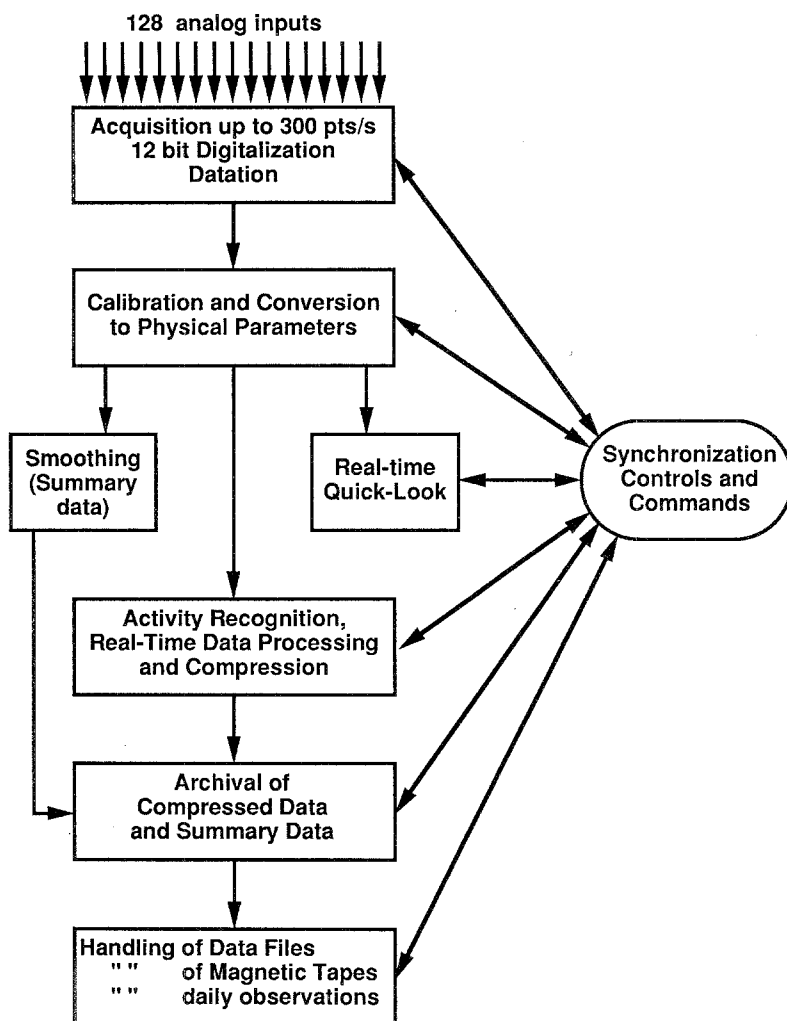 128 analog inputs
Acquisition up to 300 pts/s
12 bit Digitalization
Datation
Calibration and Conversion
to Physical Parameters
Smoothing
(Summary
data)
Real-time
Quick-Look
Synchronization
Controls and
Commands
Activity Recognition,
Real-Time Data Processing
and Compression
Archival of
Compressed Data
and Summary Data
Handling of Data Files
" " of Magnetic Tapes
" " daily observations